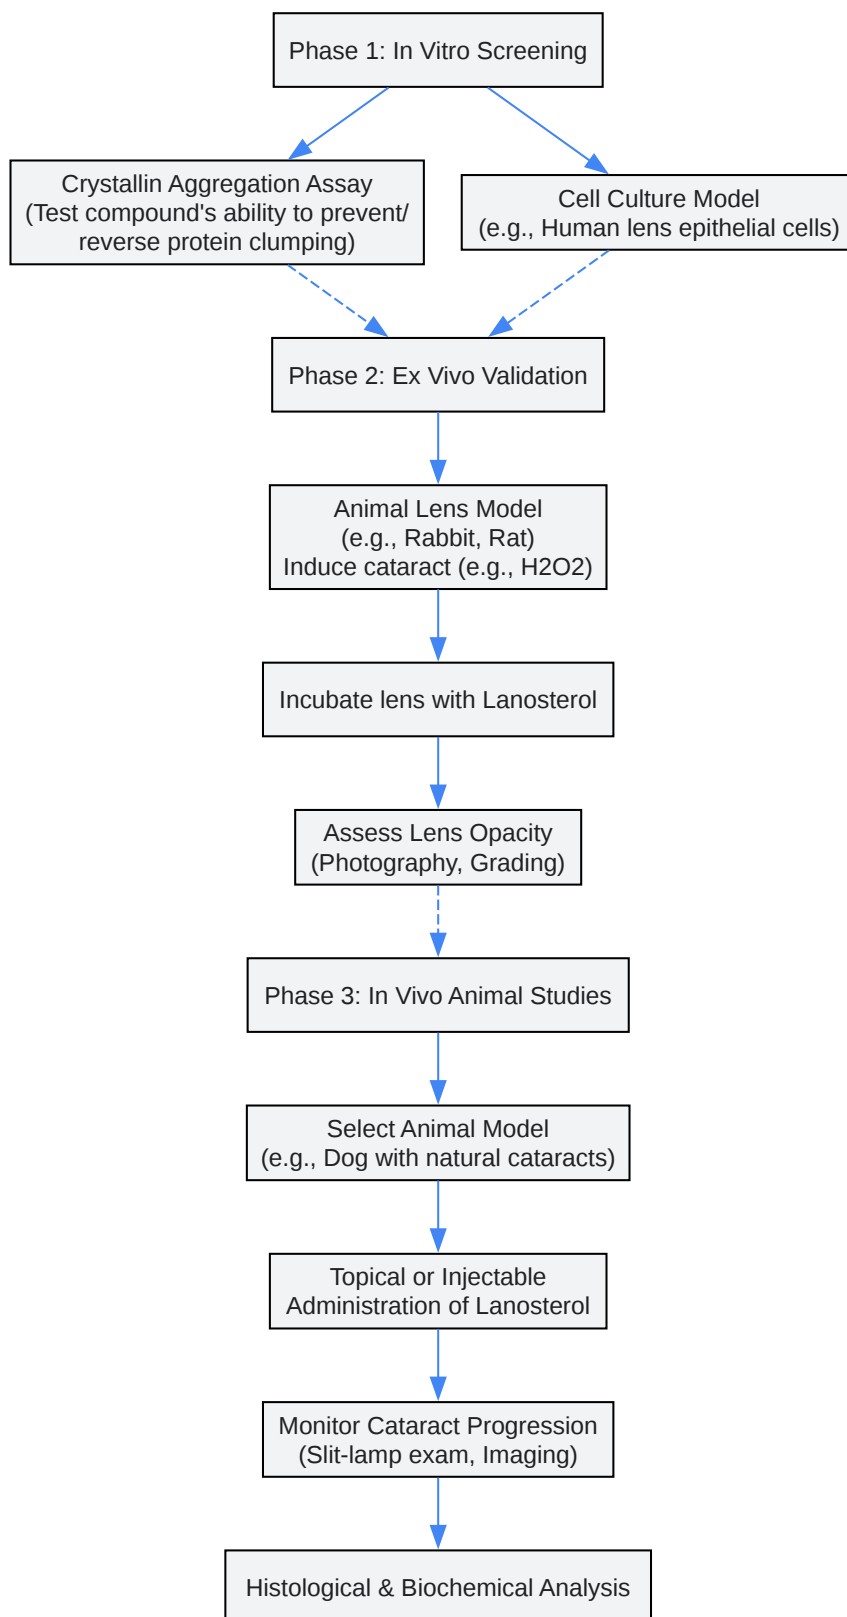 Phase 1: In Vitro Screening
Crystallin Aggregation Assay
(Test compound's ability to prevent/
reverse protein clumping)
Cell Culture Model
(e.g., Human lens epithelial cells)
Phase 2: Ex Vivo Validation
Animal Lens Model
(e.g., Rabbit, Rat)
Induce cataract (e.g., H2O2)
Incubate lens with Lanosterol
Assess Lens Opacity
(Photography, Grading)
Phase 3: In Vivo Animal Studies
Select Animal Model
(e.g., Dog with natural cataracts)
Topical or Injectable
Administration of Lanosterol
Monitor Cataract Progression
(Slit-lamp exam, Imaging)
Histological & Biochemical Analysis